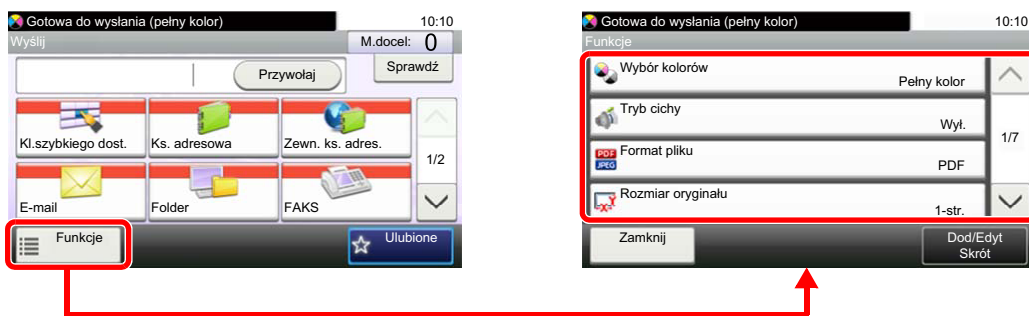 Gotowa do wysłania (pełny kolor)
10:10
Wyślij
M.docel: 0
Przywołaj
Sprawdź
Kl.szybkiego dost.
Ks. adresowa
Zewn. ks. adres.
1/2
E-mail
Folder
FAKS
Funkcje
Ulubione
Gotowa do wysłania (pełny kolor)
10:10
Funkcje
Wybór kolorów
Pełny kolor
Tryb cichy
Wył.
1/7
PDF
JPEG
Format pliku
PDF
Rozmiar oryginału
1-str.
Zamknij
Dod/Edyt
Skrót